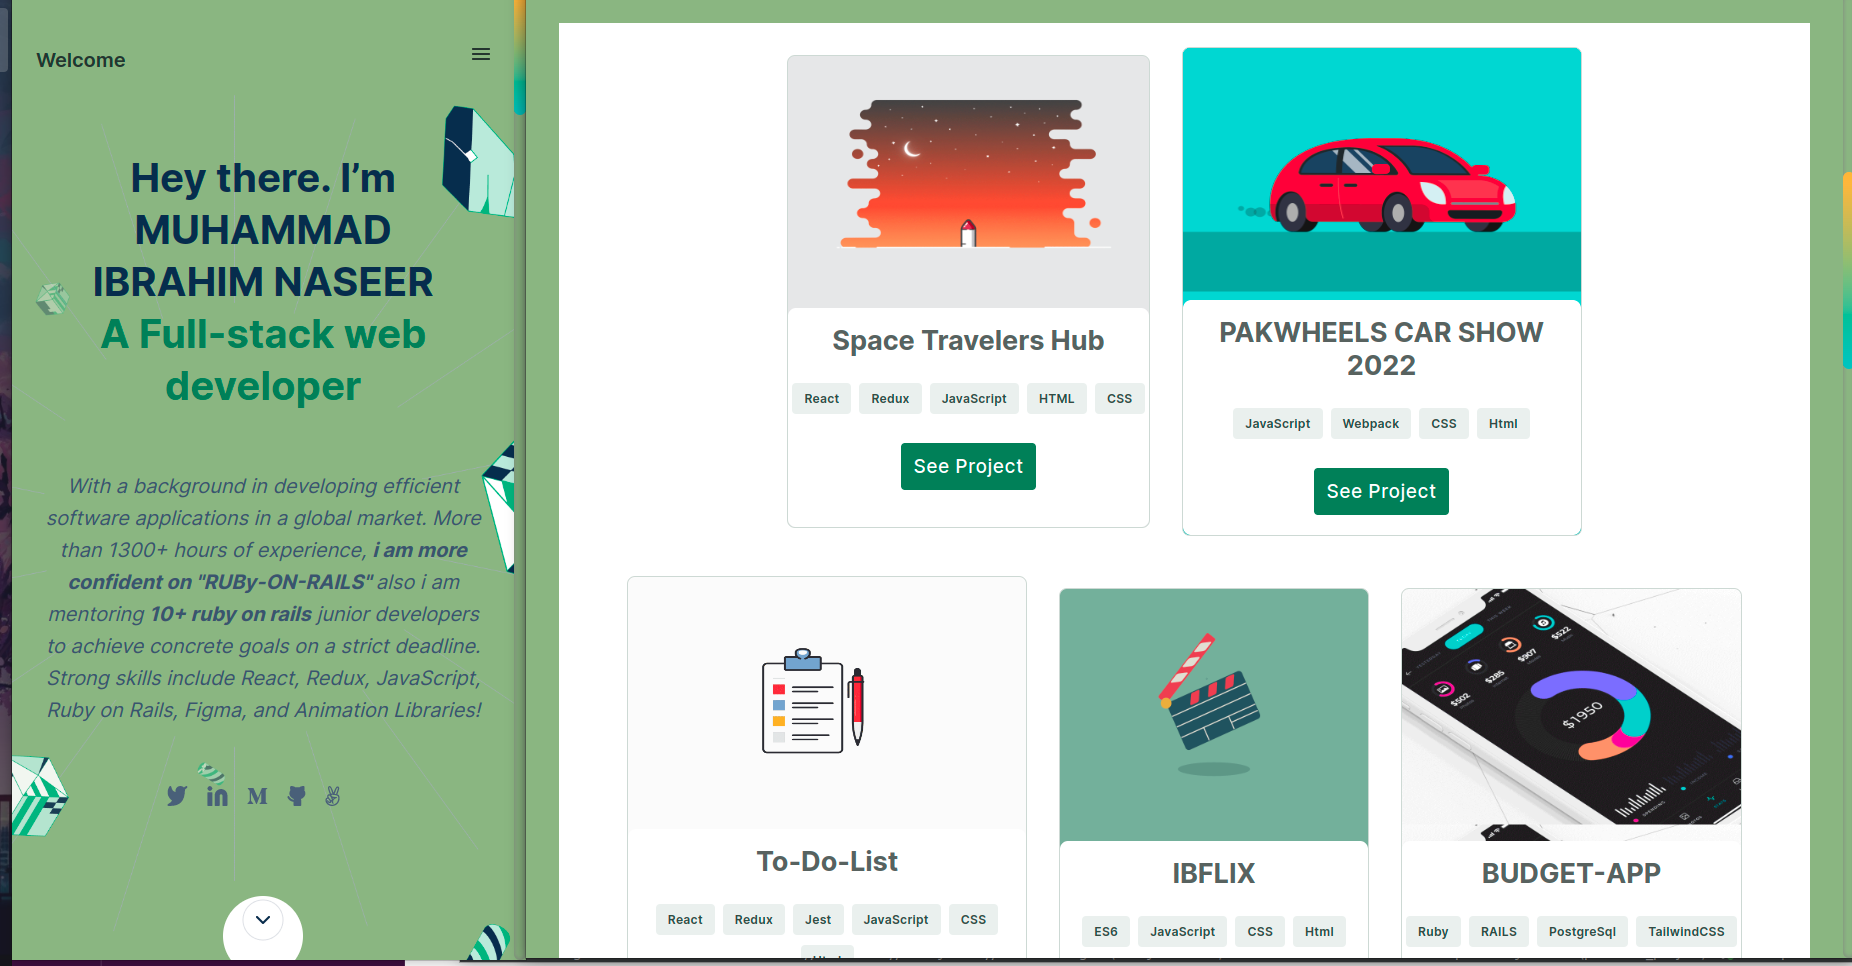 Welcome
Hey there. I’m
MUHAMMAD
IBRAHIM NASEER
A Full-stack web
developer
With a background in developing efficient
software applications in a global market. More
than 1300+ hours of experience, i am more
confident on "RUBy-ON-RAILS" also i am
mentoring 10+ ruby on rails junior developers
to achieve concrete goals on a strict deadline.
Strong skills include React, Redux, JavaScript,
Ruby on Rails, Figma, and Animation Libraries!
Space Travelers Hub
React Redux JavaScript HTML CSS
See Project
PAKWHEELS CAR SHOW
2022
JavaScript Webpack CSS Html
See Project
To-Do-List
React Redux Jest JavaScript CSS
Html
IBFLIX
ES6 JavaScript CSS Html
$502
$285
$907
$522
$1950
BUDGET-APP
Ruby RAILS PostgreSql TailwindCSS